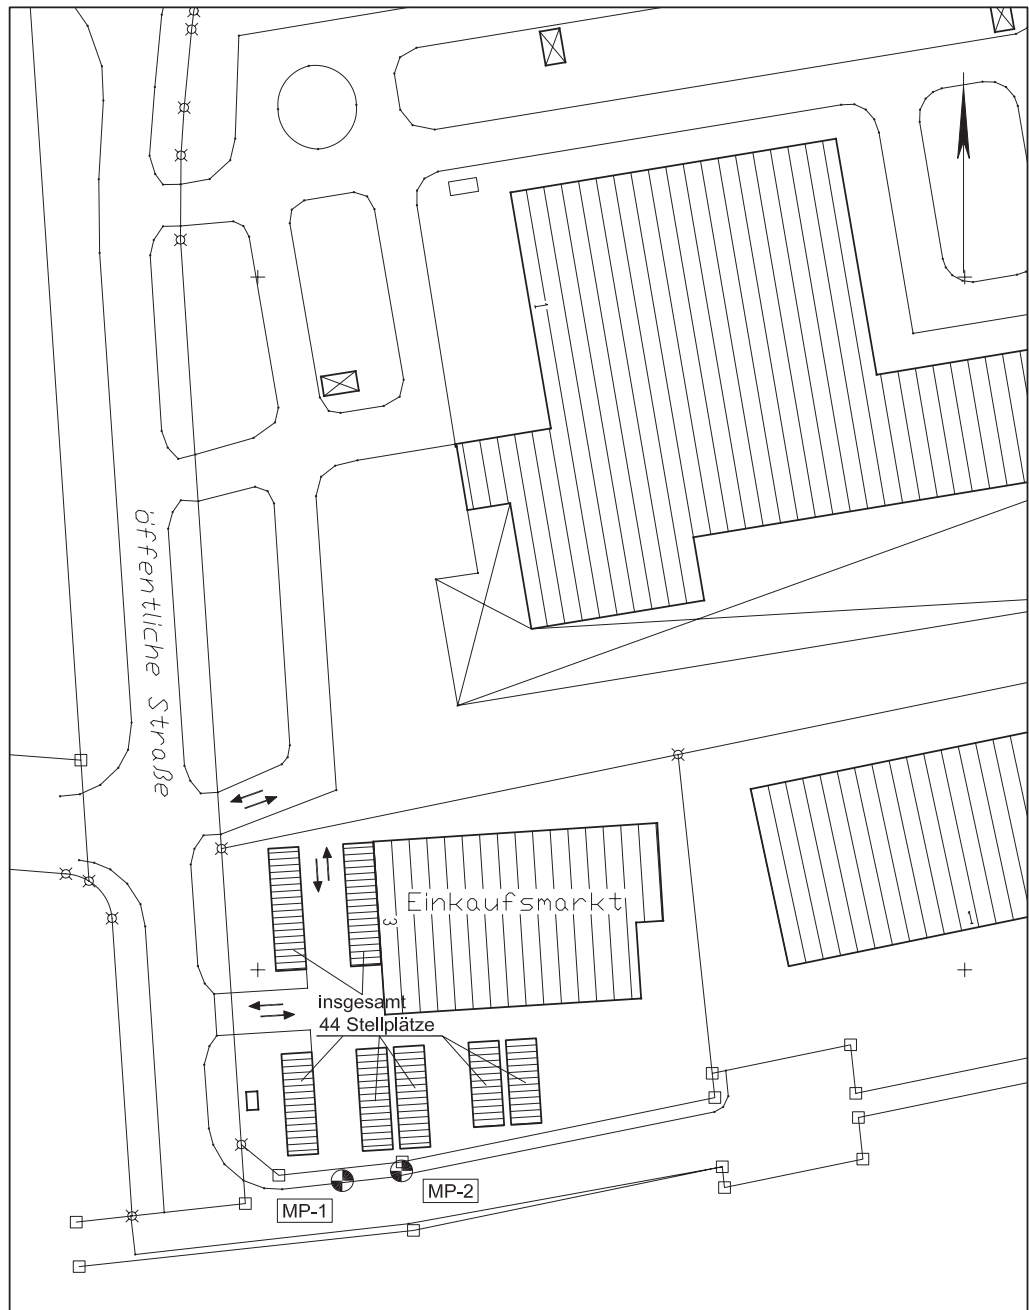 1
öffentliche Straße
Einkaufsmarkt
3
1
insgesamt
44 Stellplätze
MP-1
MP-2